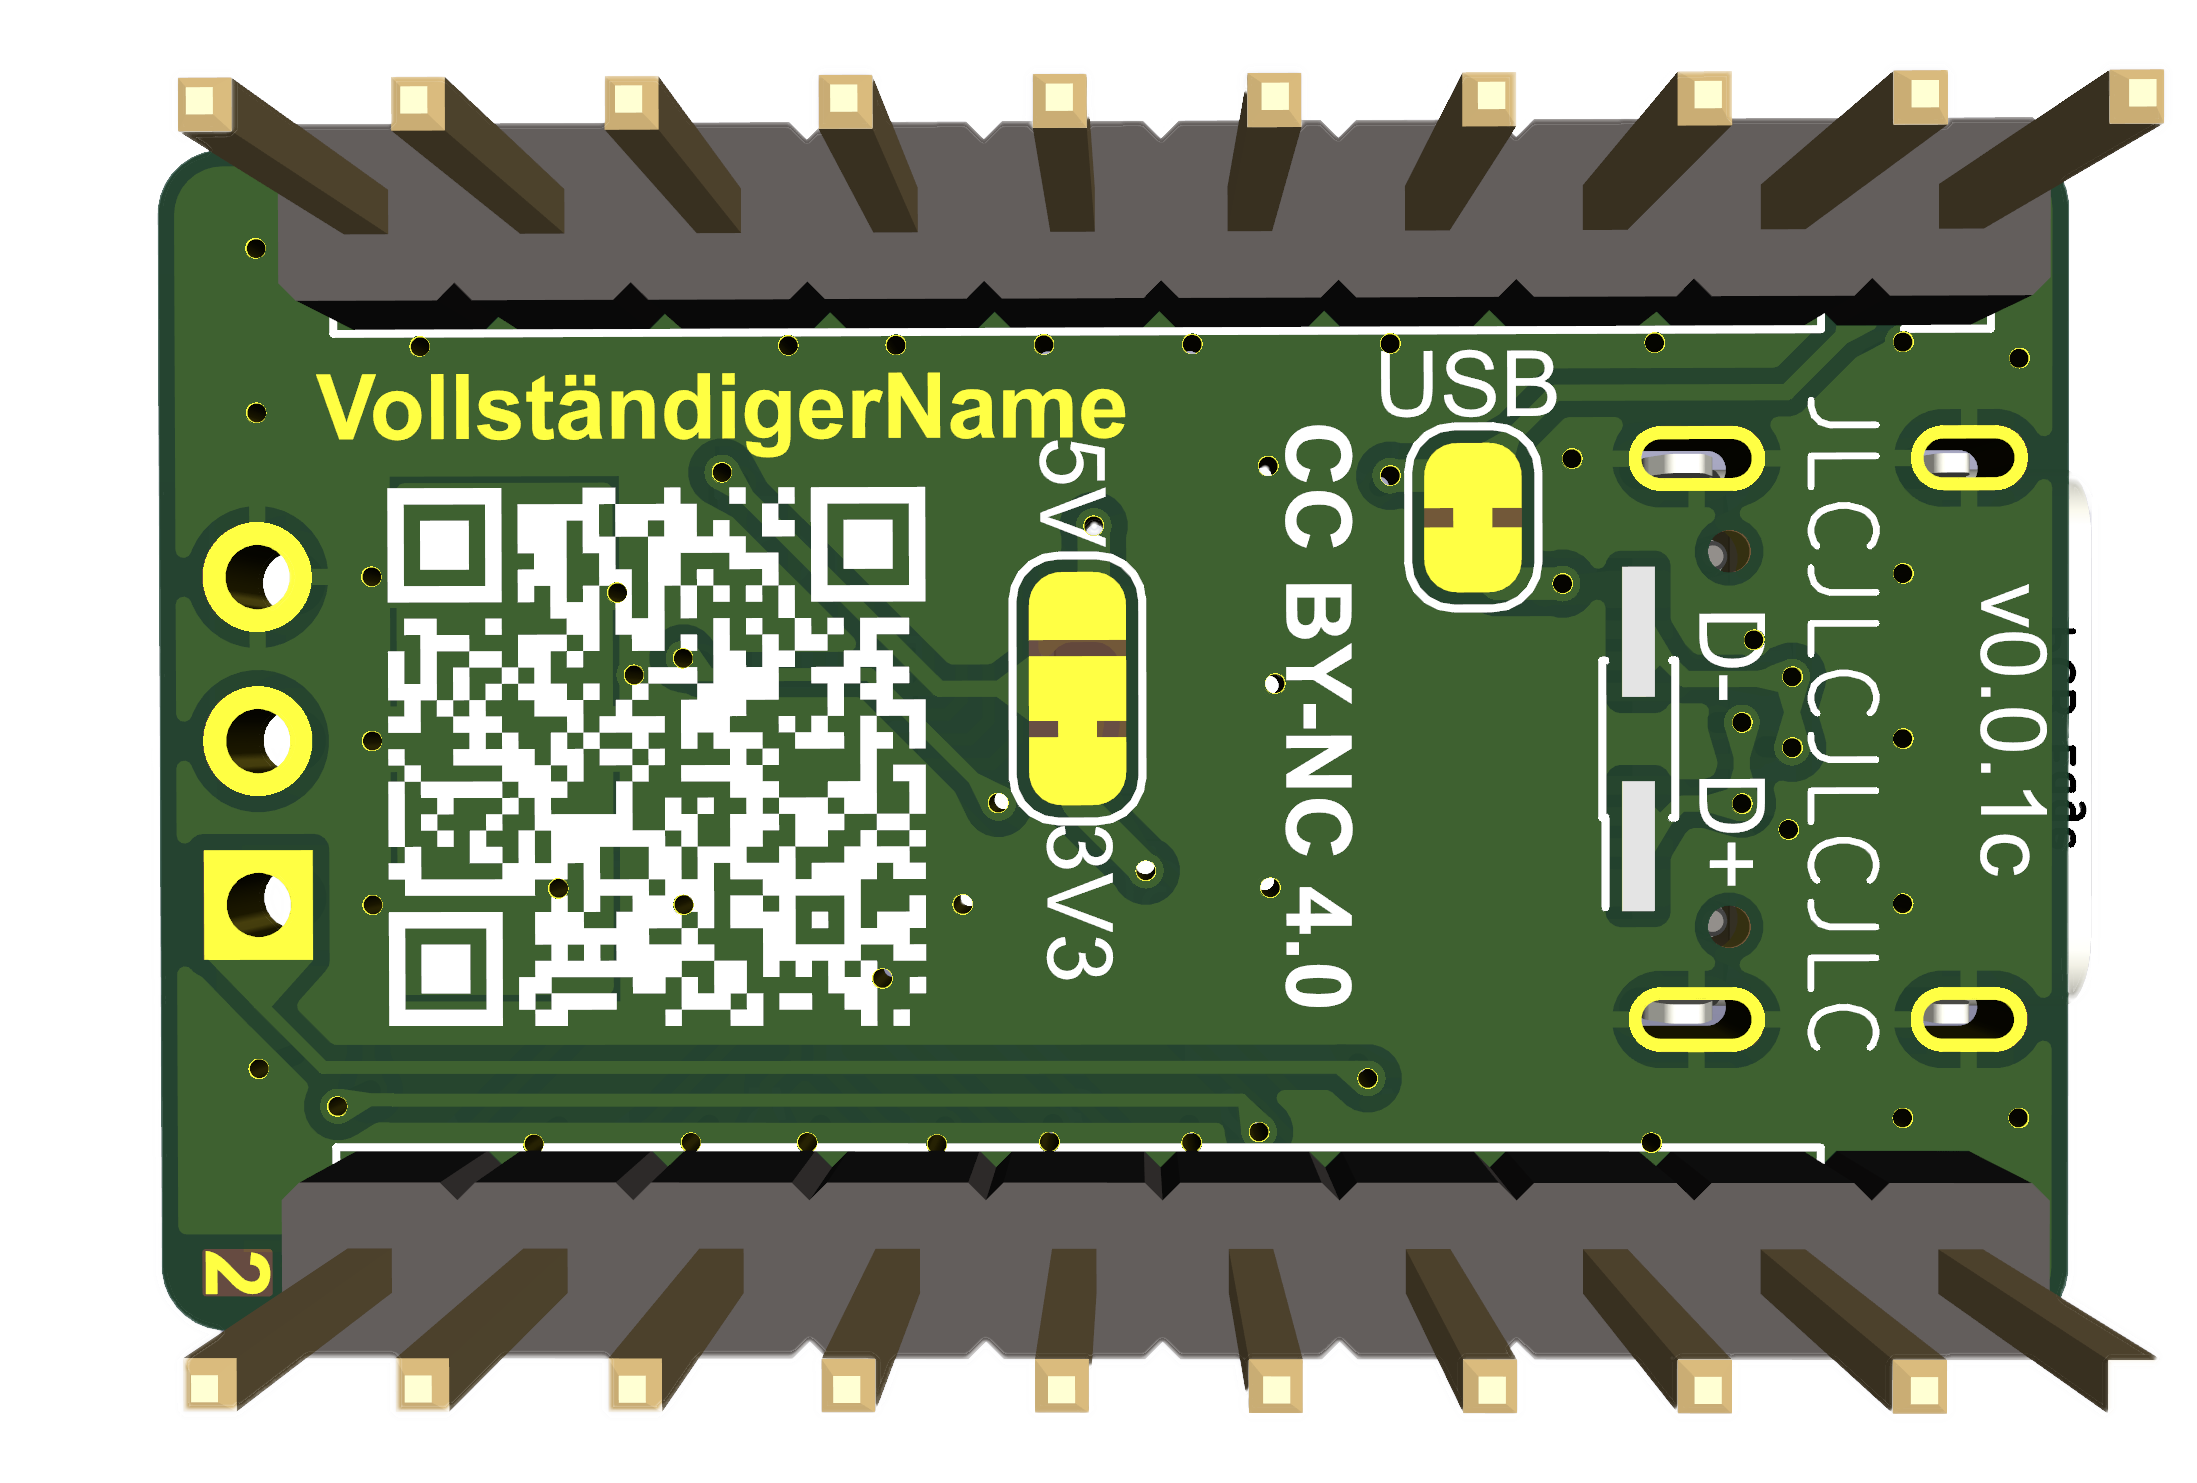 USB
VollständigerName
5V
3V3
CC BY-NC 4.0
D-
D+
JLCJLCJLCJLC
v0.0.1c
2